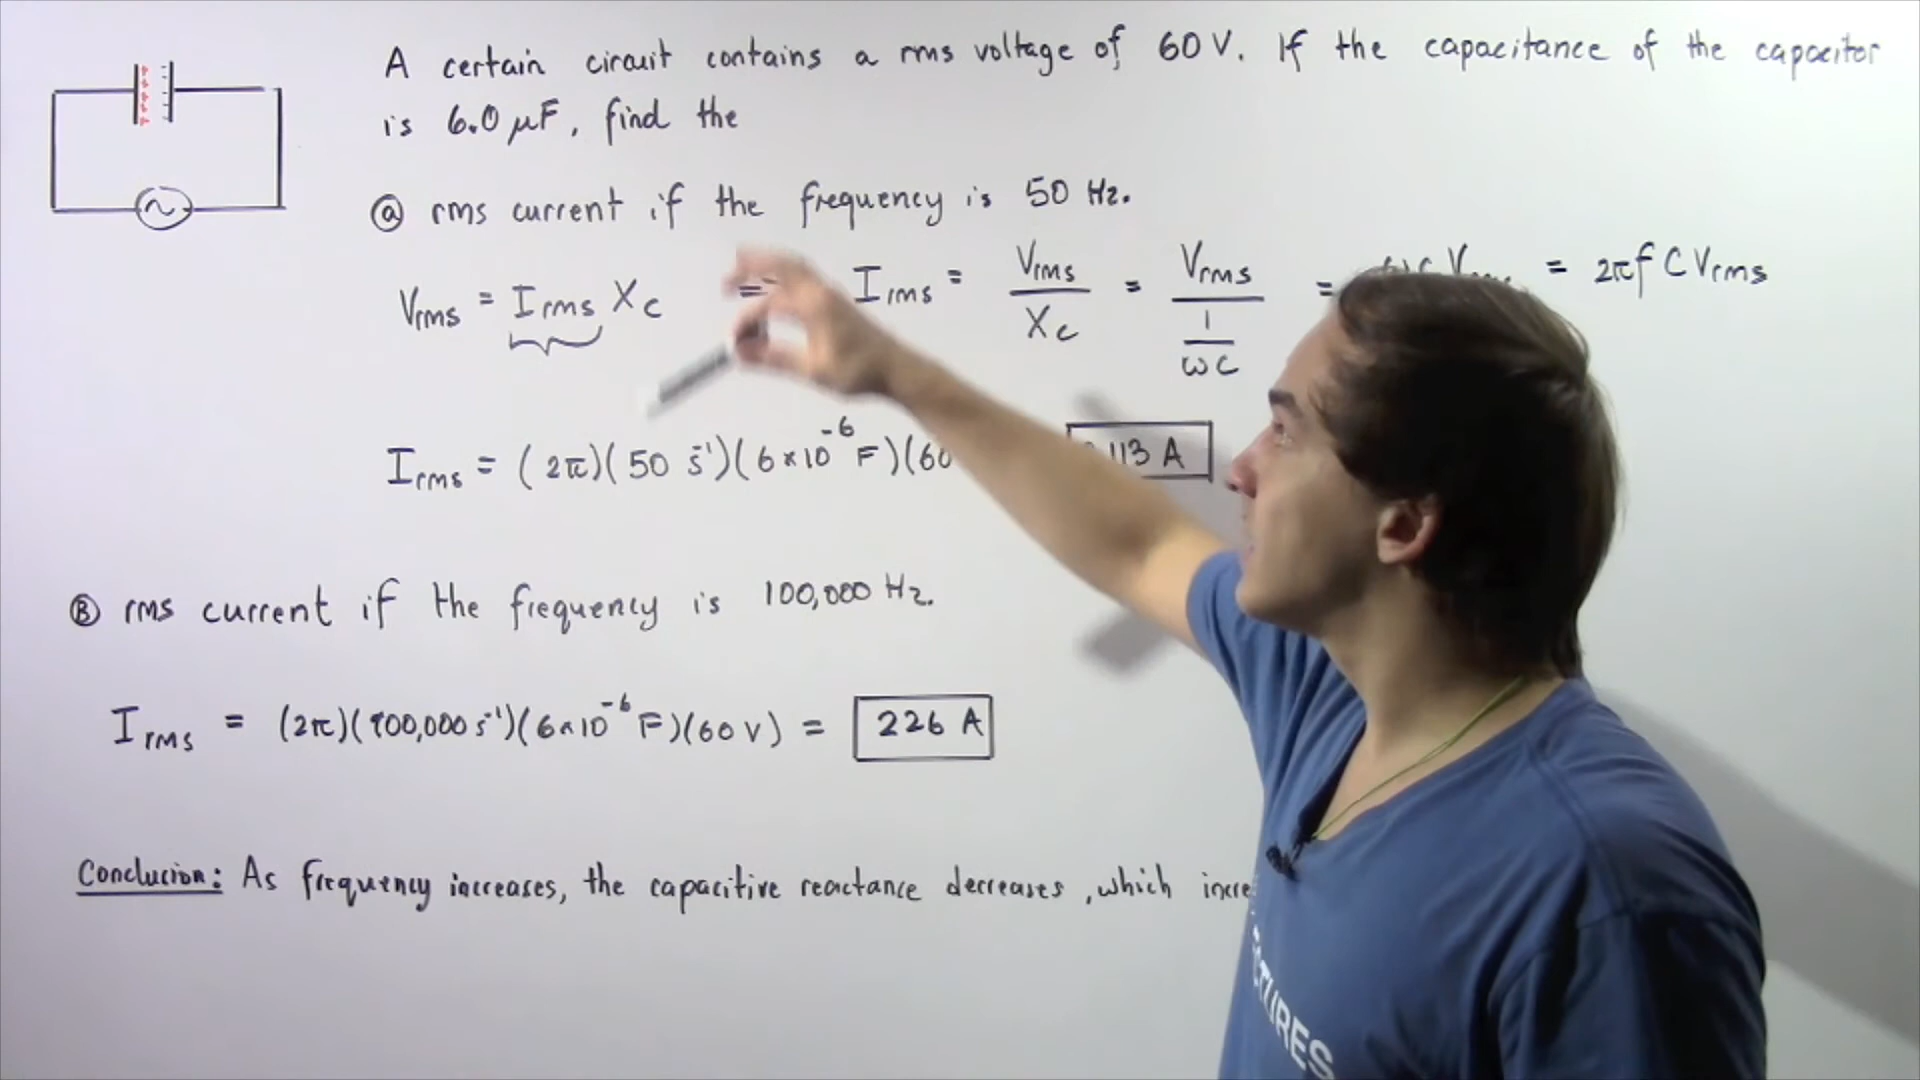 A certain circuit contains a rms voltage of 60 V. If the capacitance of the capacitor
is 6.0 μF, find the
ⓐ rms current if the frequency is 50 Hz.
Vrms = Irms Xc = Irms = Vrms / Xc = Vrms / (1 / ωC) = = 2πf C Vrms
Irms = (2π)(50 s⁻¹)(6×10⁻⁶ F)(60 113 A
Ⓑ rms current if the frequency is 100,000 Hz.
Irms = (2π)(100,000 s⁻¹)(6×10⁻⁶ F)(60 V) = 226 A
Conclusion: As frequency increases, the capacitive reactance decreases, which incre
CTURES